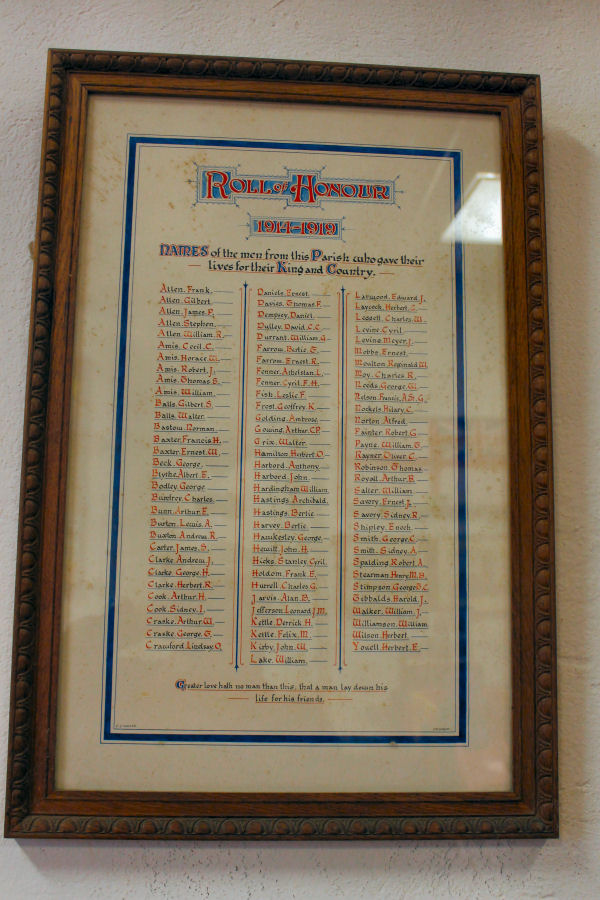 ROLL of HONOUR
1914-1919
NAMES of the men from this Parish who gave their
lives for their King and Country.
Allen. Frank.
Allen. Gilbert.
Allen. James. P.
Allen. Stephen.
Allen. William. R.
Amis. Cecil. C.
Amis. Horace. W.
Amis. Robert. J.
Amis. Thomas. S.
Amis. William.
Balls. Gilbert. S.
Balls. Walter.
Bastow. Norman.
Baxter. Francis. H.
Baxter. Ernest. W.
Beck. George.
Blythe. Albert. E.
Bodley. George
Bumfrey. Charles.
Bunn. Arthur. E.
Burton. Lewis. A.
Buxton. Andrew. R.
Carter. James. S.
Clarke. Andrew. J.
Clarke. George. H.
Clarke. Herbert. R.
Cook. Arthur. H.
Cook. Sidney. I.
Craske. Arthur. W.
Craske. George. G.
Crawford. Lindsay. O.
Daniels. Ernest.
Davies. Thomas. F.
Dempsey. Daniel.
Dulley. David. C. C.
Durrant. William. G.
Farrow. Bertie. G.
Farrow. Ernest. R.
Fenner. Athelstan. L.
Fenner. Cyril. F. H.
Fish. Leslie. F.
Frost. Geoffrey. K.
Golding. Ambrose.
Gowing. Arthur. C.P.
Grix. Walter.
Hamilton. Herbert. O.
Harbord. Anthony.
Harbord. John.
Hardingham William.
Hastings. Archibald.
Hastings. Bertie
Harvey. Bertie.
Hawkesley. George.
Hewitt. John. H.
Hicks. Stanley. Cyril.
Holdom. Frank. E.
Hurrell. Charles. G.
Jarvis. Alan. B.
Jefferson. Leonard. J.M.
Kettle. Derrick. H.
Kettle. Felix. M.
Kirby. John. W.
Lake. William.
Larwood. Edward. J.
Laycock. Herbert. C.
Leggett. Charles. W.
Levine. Cyril.
Levine. Meyer. J.
Mobbs. Ernest.
Moulton. Reginald. W.
Moy. Charles. R.
Needs. George. W.
Nelson. Francis. A. St. G.
Nockels. Hilary. C.
Norton. Alfred.
Painter. Robert. G.
Payne. William. G.
Rayner. Oliver. C.
Robinson. Thomas.
Royall. Arthur. B.
Salter. William
Savory. Ernest. J.
Savory. Sidney. R.
Shipley. Enoch.
Smith. George. C.
Smith. Sidney. A.
Spalding. Robert. A.
Stearman. Henry. M. H.
Stimpson. George. D. C.
Tibbalds. Harold. J.
Walker. William. J.
Williamson. William
Wilson Herbert.
Youell. Herbert. E.
Greater love hath no man than this, that a man lay down his
life for his friends.